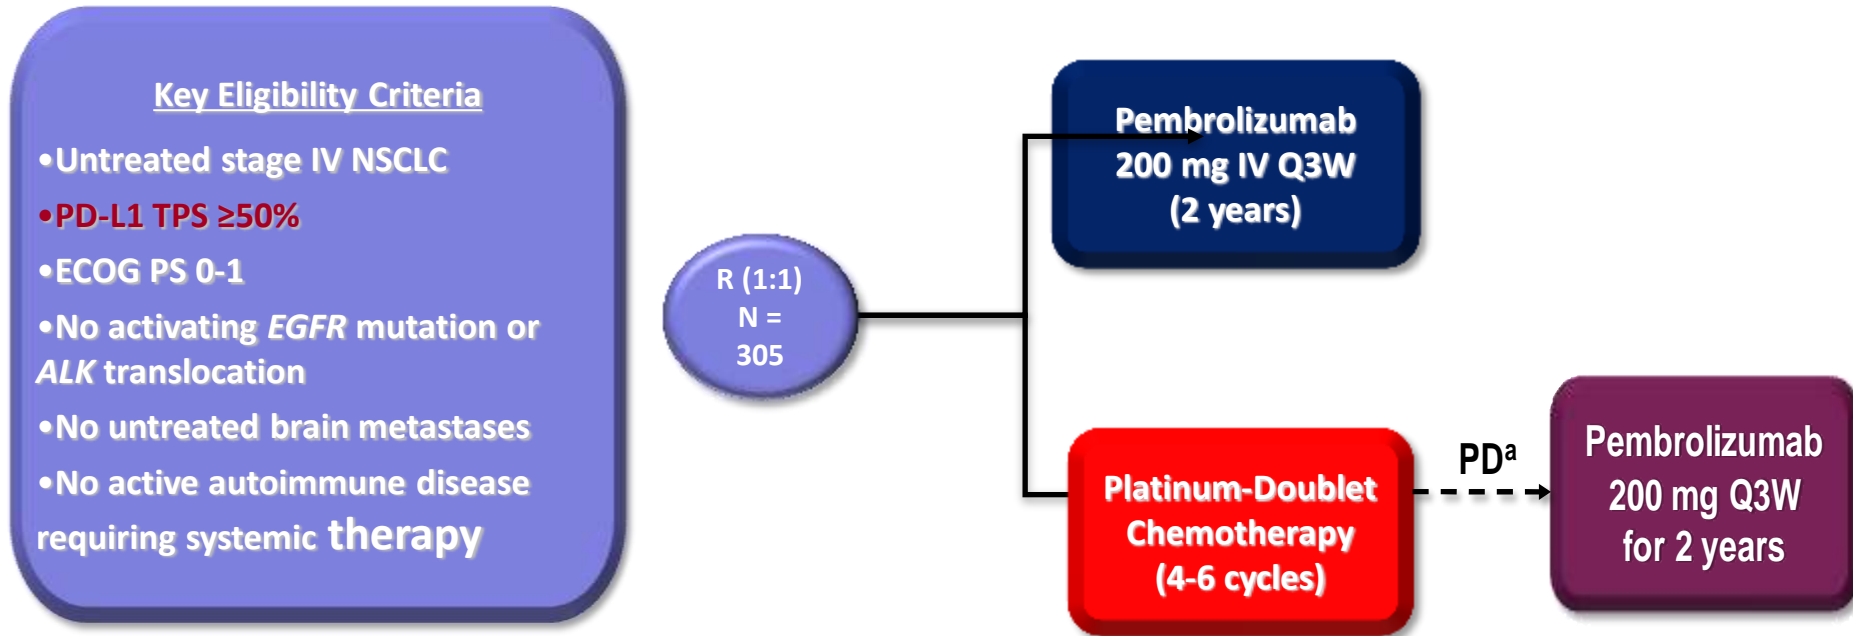 Key Eligibility Criteria
•Untreated stage IV NSCLC
•PD-L1 TPS ≥50%
•ECOG PS 0-1
•No activating EGFR mutation or
ALK translocation
•No untreated brain metastases
•No active autoimmune disease
requiring systemic therapy
R (1:1)
N =
305
Pembrolizumab
200 mg IV Q3W
(2 years)
Platinum-Doublet
Chemotherapy
(4-6 cycles)
PDᵃ
Pembrolizumab
200 mg Q3W
for 2 years